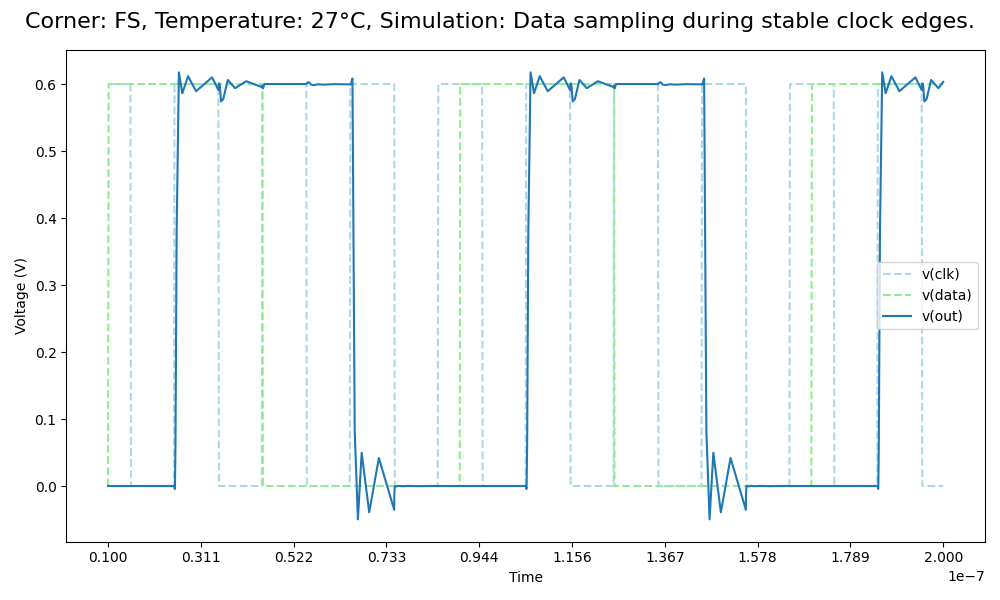 Corner: FS, Temperature: 27°C, Simulation: Data sampling during stable clock edges.
0.6
0.5
0.4
0.3
0.2
0.1
0.0
Voltage (V)
v(clk)
v(data)
v(out)
0.100 0.311 0.522 0.733 0.944 1.156 1.367 1.578 1.789 2.000
Time
1e−7